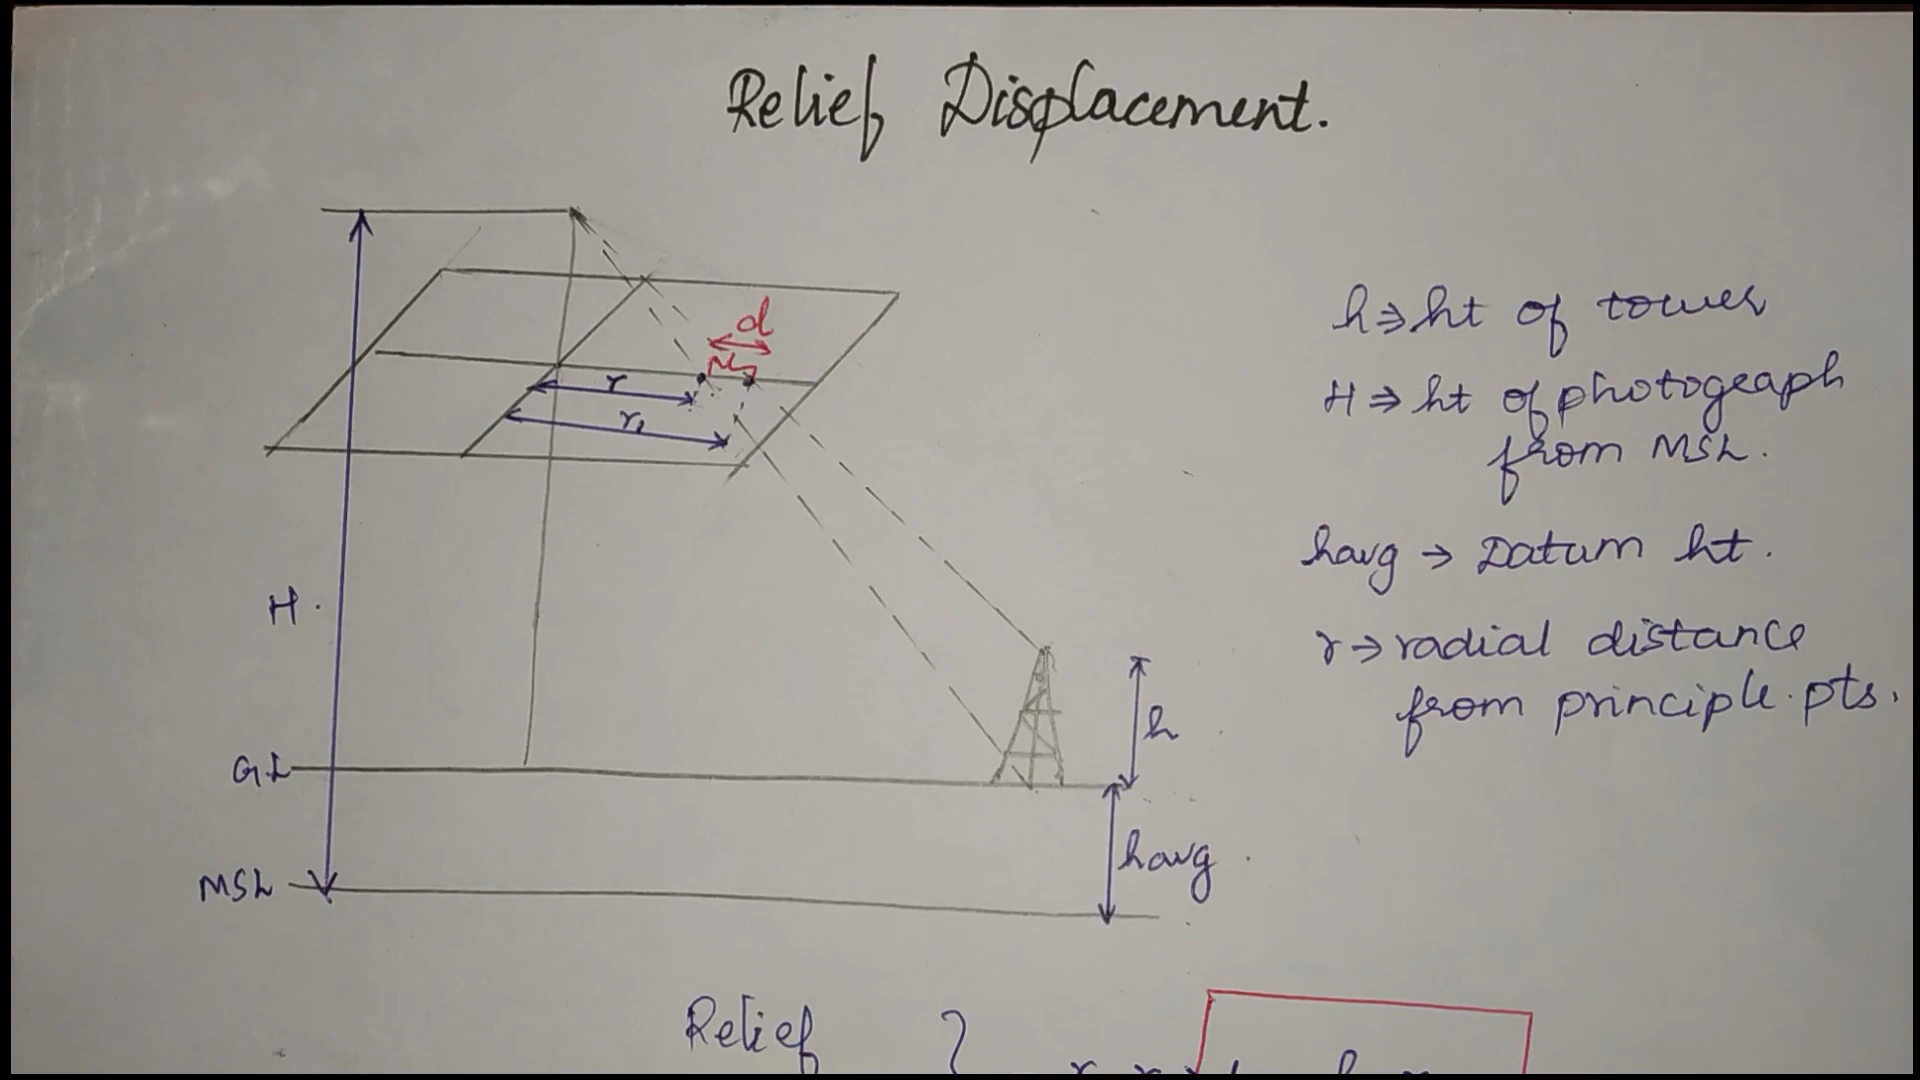 Relief Displacement.
d
r
r₁
H.
GL
MSL
h
havg
h⇒ht of tower
H⇒ht of photogeaph
from MSL.
havg → Datum ht.
r→radial distance
from principle.pts.
Relief